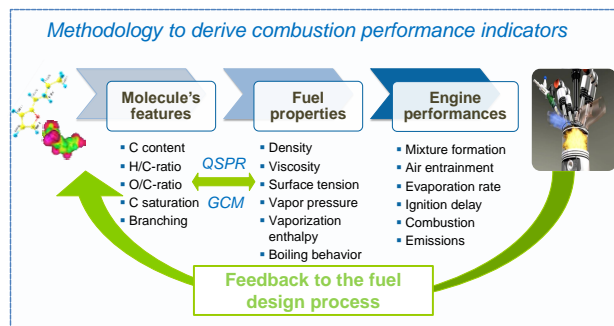 Methodology to derive combustion performance indicators
Molecule's
features
Fuel
properties
Engine
performances
▪ C content
▪ H/C-ratio
▪ O/C-ratio
▪ C saturation
▪ Branching
QSPR
GCM
▪ Density
▪ Viscosity
▪ Surface tension
▪ Vapor pressure
▪ Vaporization
enthalpy
▪ Boiling behavior
▪ Mixture formation
▪ Air entrainment
▪ Evaporation rate
▪ Ignition delay
▪ Combustion
▪ Emissions
Feedback to the fuel
design process